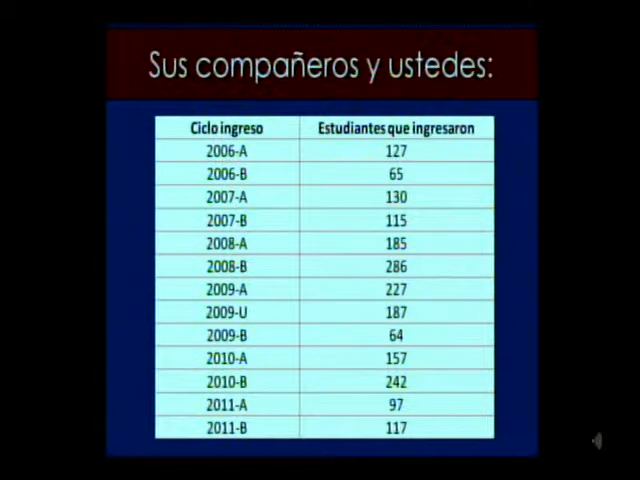 Sus compañeros y ustedes:
Ciclo ingreso Estudiantes que ingresaron
2006-A 127
2006-B 65
2007-A 130
2007-B 115
2008-A 185
2008-B 286
2009-A 227
2009-U 187
2009-B 64
2010-A 157
2010-B 242
2011-A 97
2011-B 117